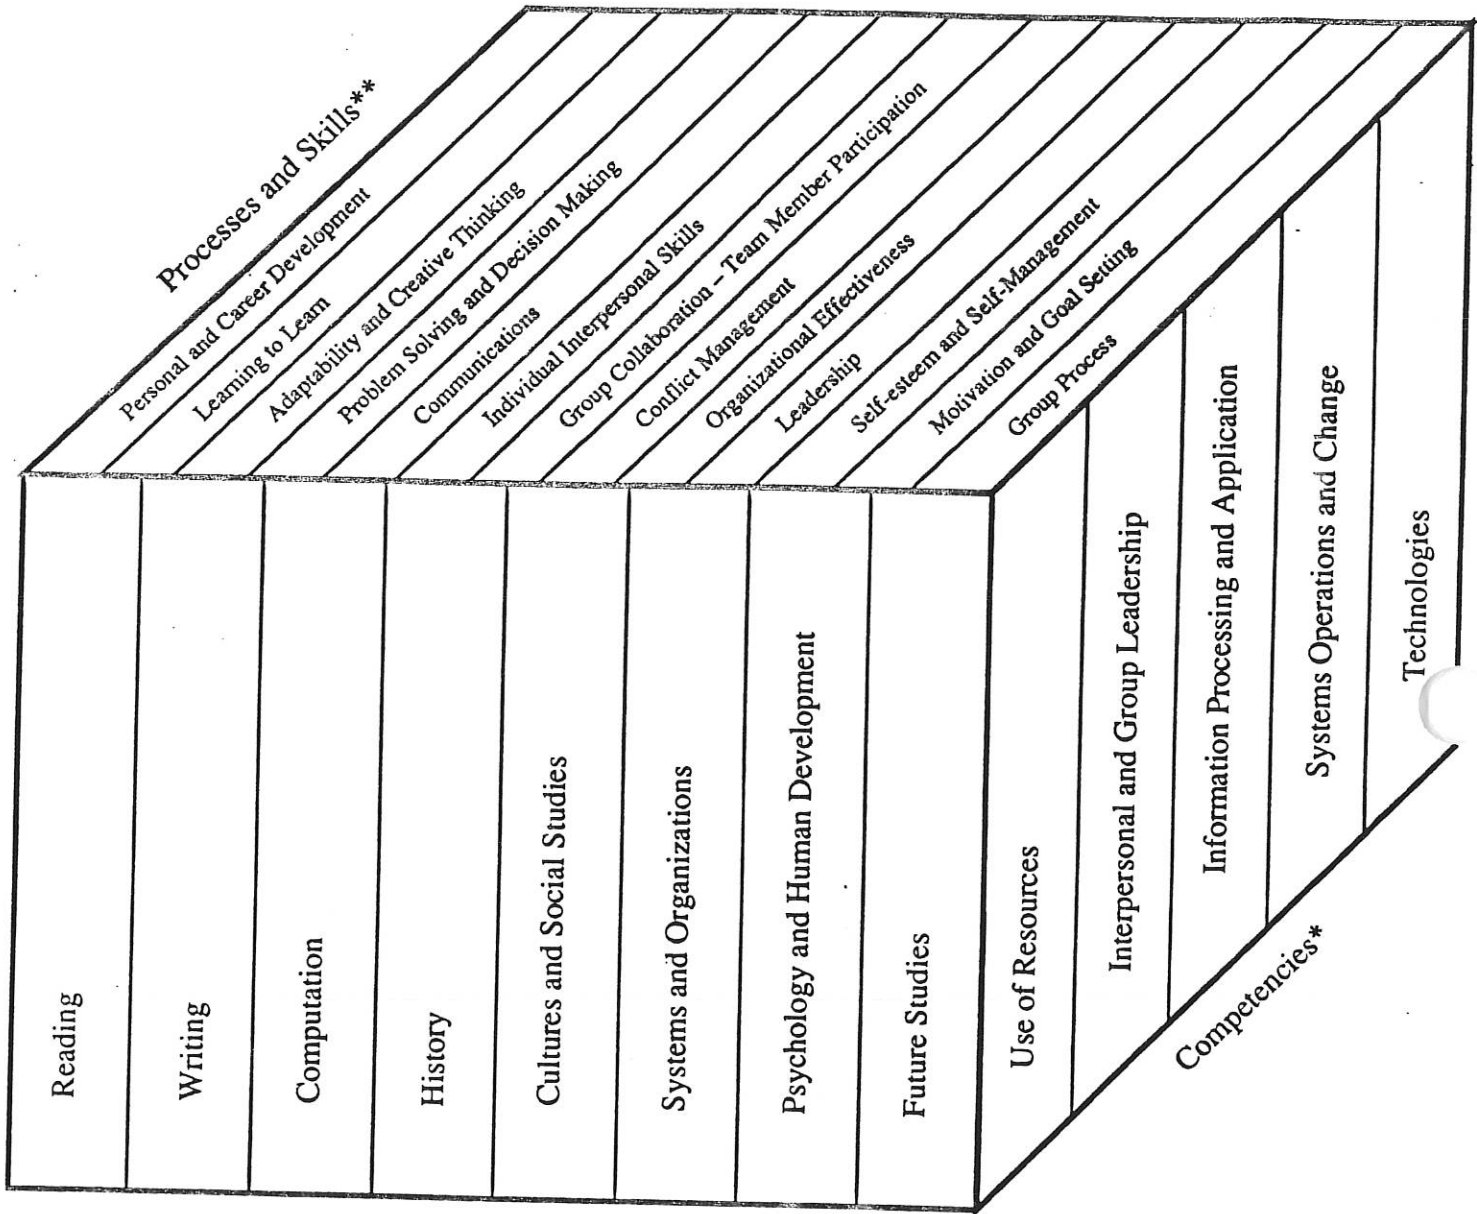 Processes and Skills**
Personal and Career Development
Learning to Learn
Adaptability and Creative Thinking
Problem Solving and Decision Making
Communications
Individual Interpersonal Skills
Group Collaboration – Team Member Participation
Conflict Management
Organizational Effectiveness
Leadership
Self-esteem and Self-Management
Motivation and Goal Setting
Group Process
Reading
Writing
Computation
History
Cultures and Social Studies
Systems and Organizations
Psychology and Human Development
Future Studies
Use of Resources
Interpersonal and Group Leadership
Information Processing and Application
Systems Operations and Change
Technologies
Competencies*